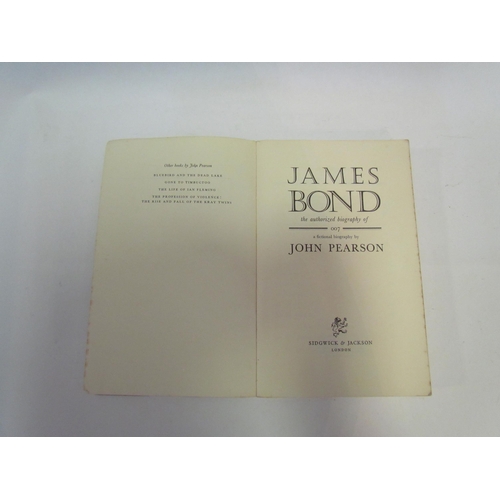 other books by John Pearson
BLUEBIRD AND THE DEAD LAKE
GONE TO TIMBUCTOO
THE LIFE OF IAN FLEMING
THE PROFESSION OF VIOLENCE:
THE RISE AND FALL OF THE KRAY TWINS
JAMES
BOND
the authorized biography of
007
a fictional biography by
JOHN PEARSON
SIDGWICK & JACKSON
LONDON